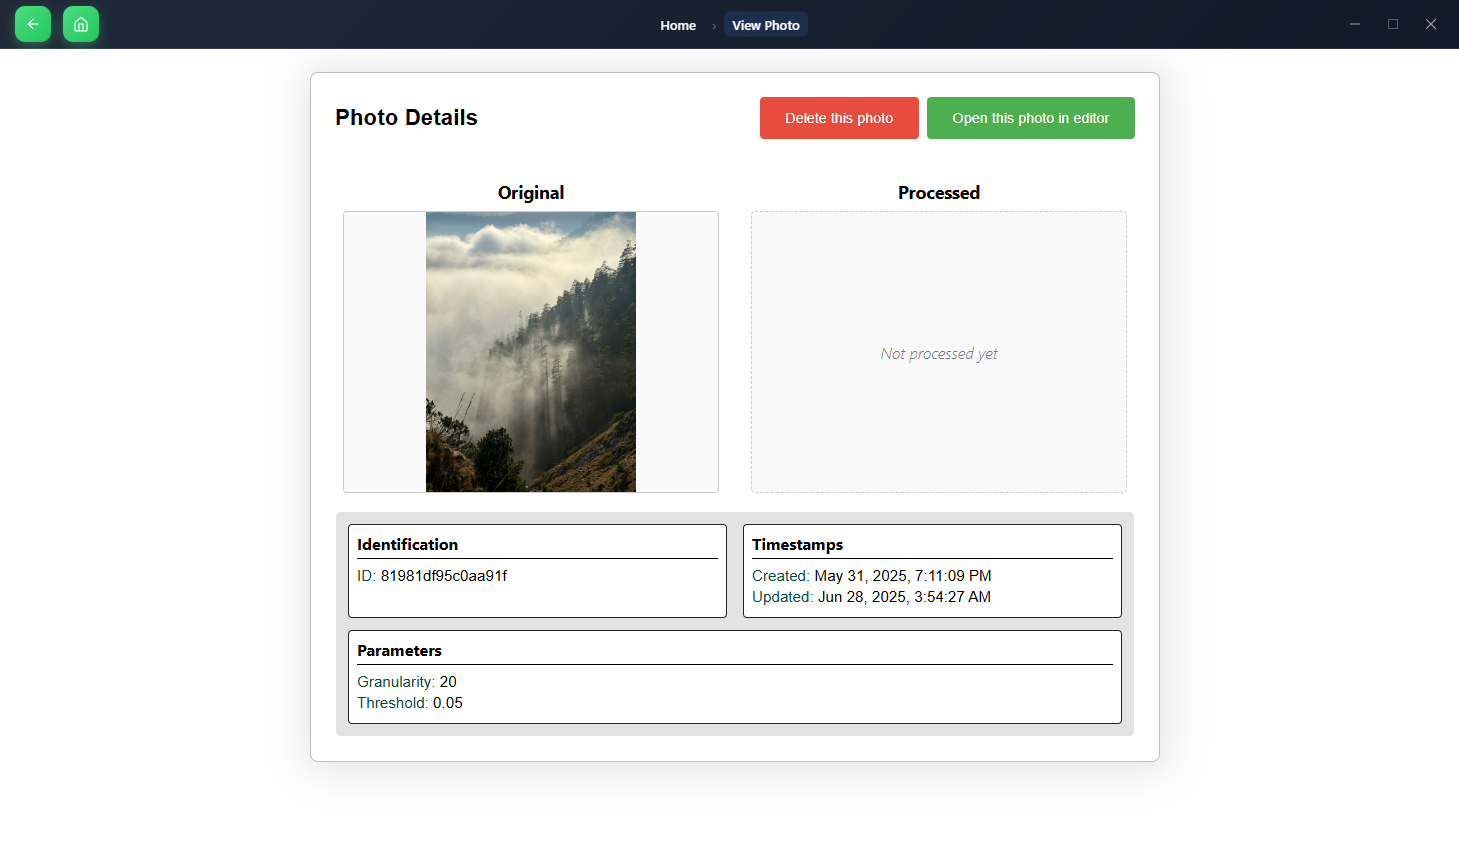 Home › View Photo
Photo Details
Delete this photo
Open this photo in editor
Original
Processed
Not processed yet
Identification
ID: 81981df95c0aa91f
Timestamps
Created: May 31, 2025, 7:11:09 PM
Updated: Jun 28, 2025, 3:54:27 AM
Parameters
Granularity: 20
Threshold: 0.05